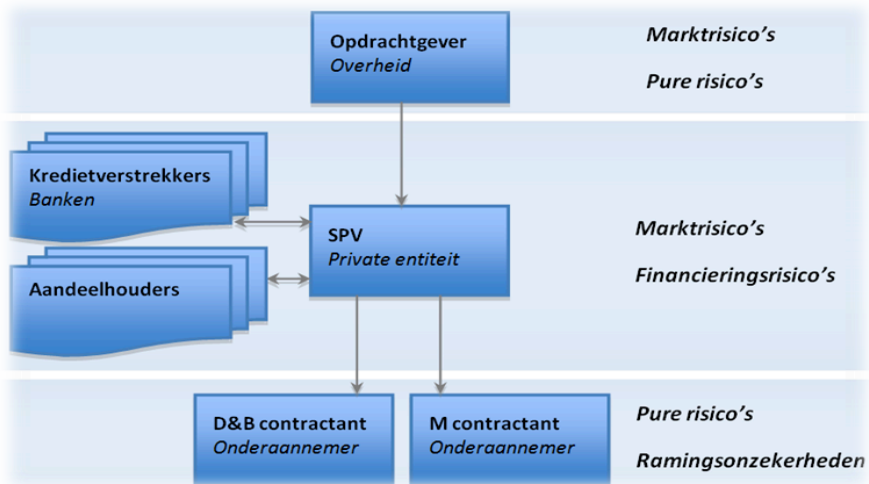 Opdrachtgever
Overheid
Marktrisico's
Pure risico's
Kredietverstrekkers
Banken
Aandeelhouders
SPV
Private entiteit
Marktrisico's
Financieringsrisico's
D&B contractant
Onderaannemer
M contractant
Onderaannemer
Pure risico's
Ramingsonzekerheden